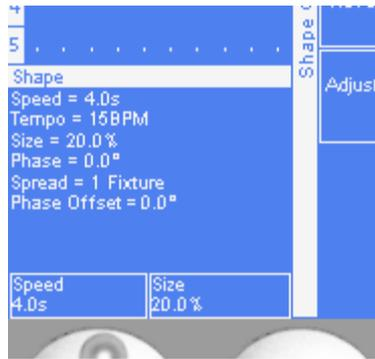 5 . . . . . . . . . .
Shape
Speed = 4.0s
Tempo = 15BPM
Size = 20.0%
Phase = 0.0°
Spread = 1 Fixture
Phase Offset = 0.0°
Speed
4.0s
Size
20.0%
Shape
Adjust